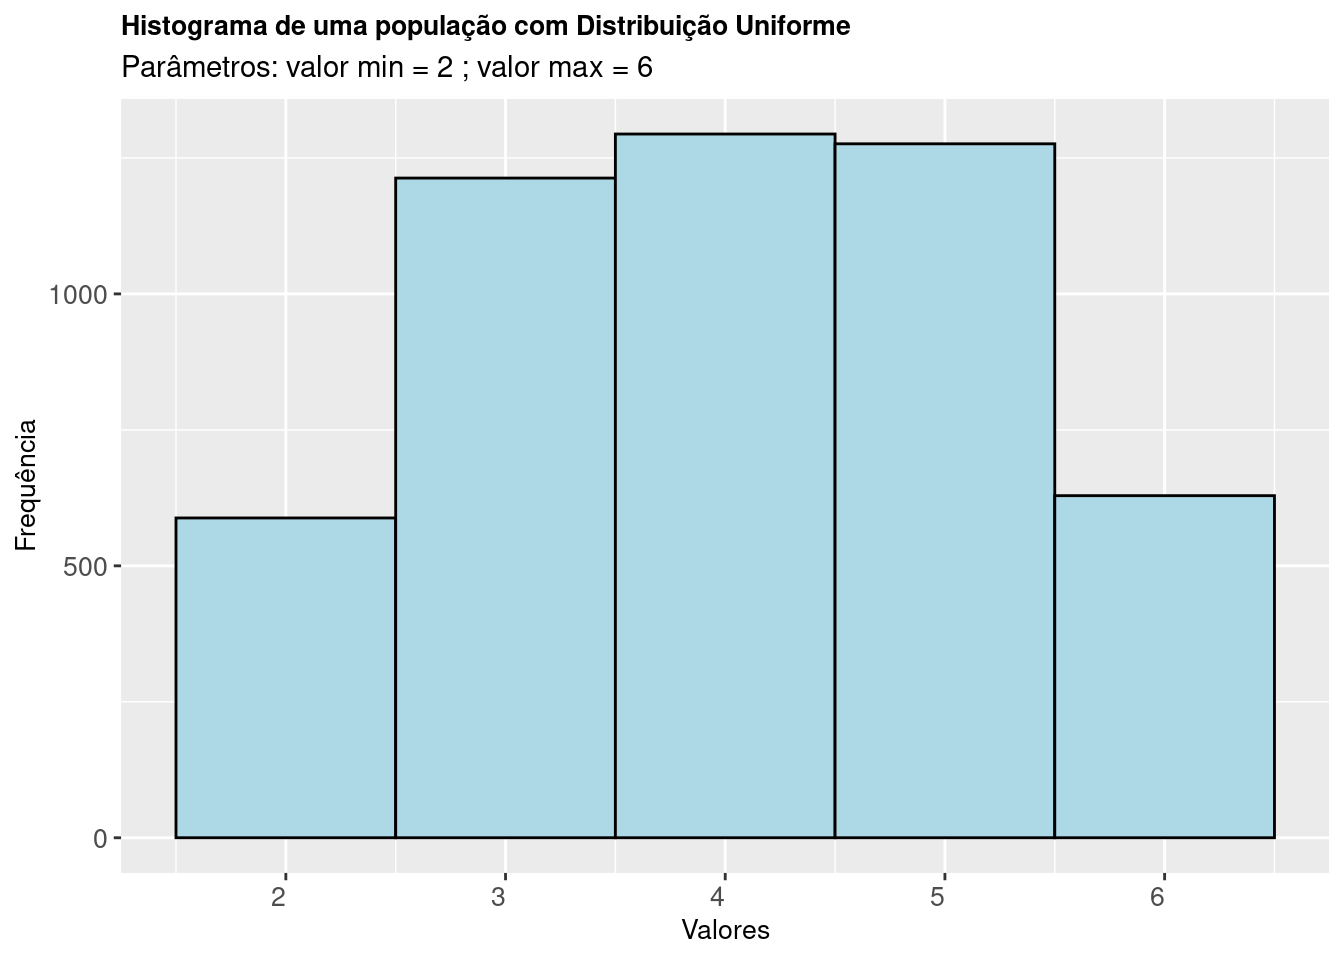 Histograma de uma população com Distribuição Uniforme
Parâmetros: valor min = 2 ; valor max = 6
Frequência
1000
500
0
2 3 4 5 6
Valores